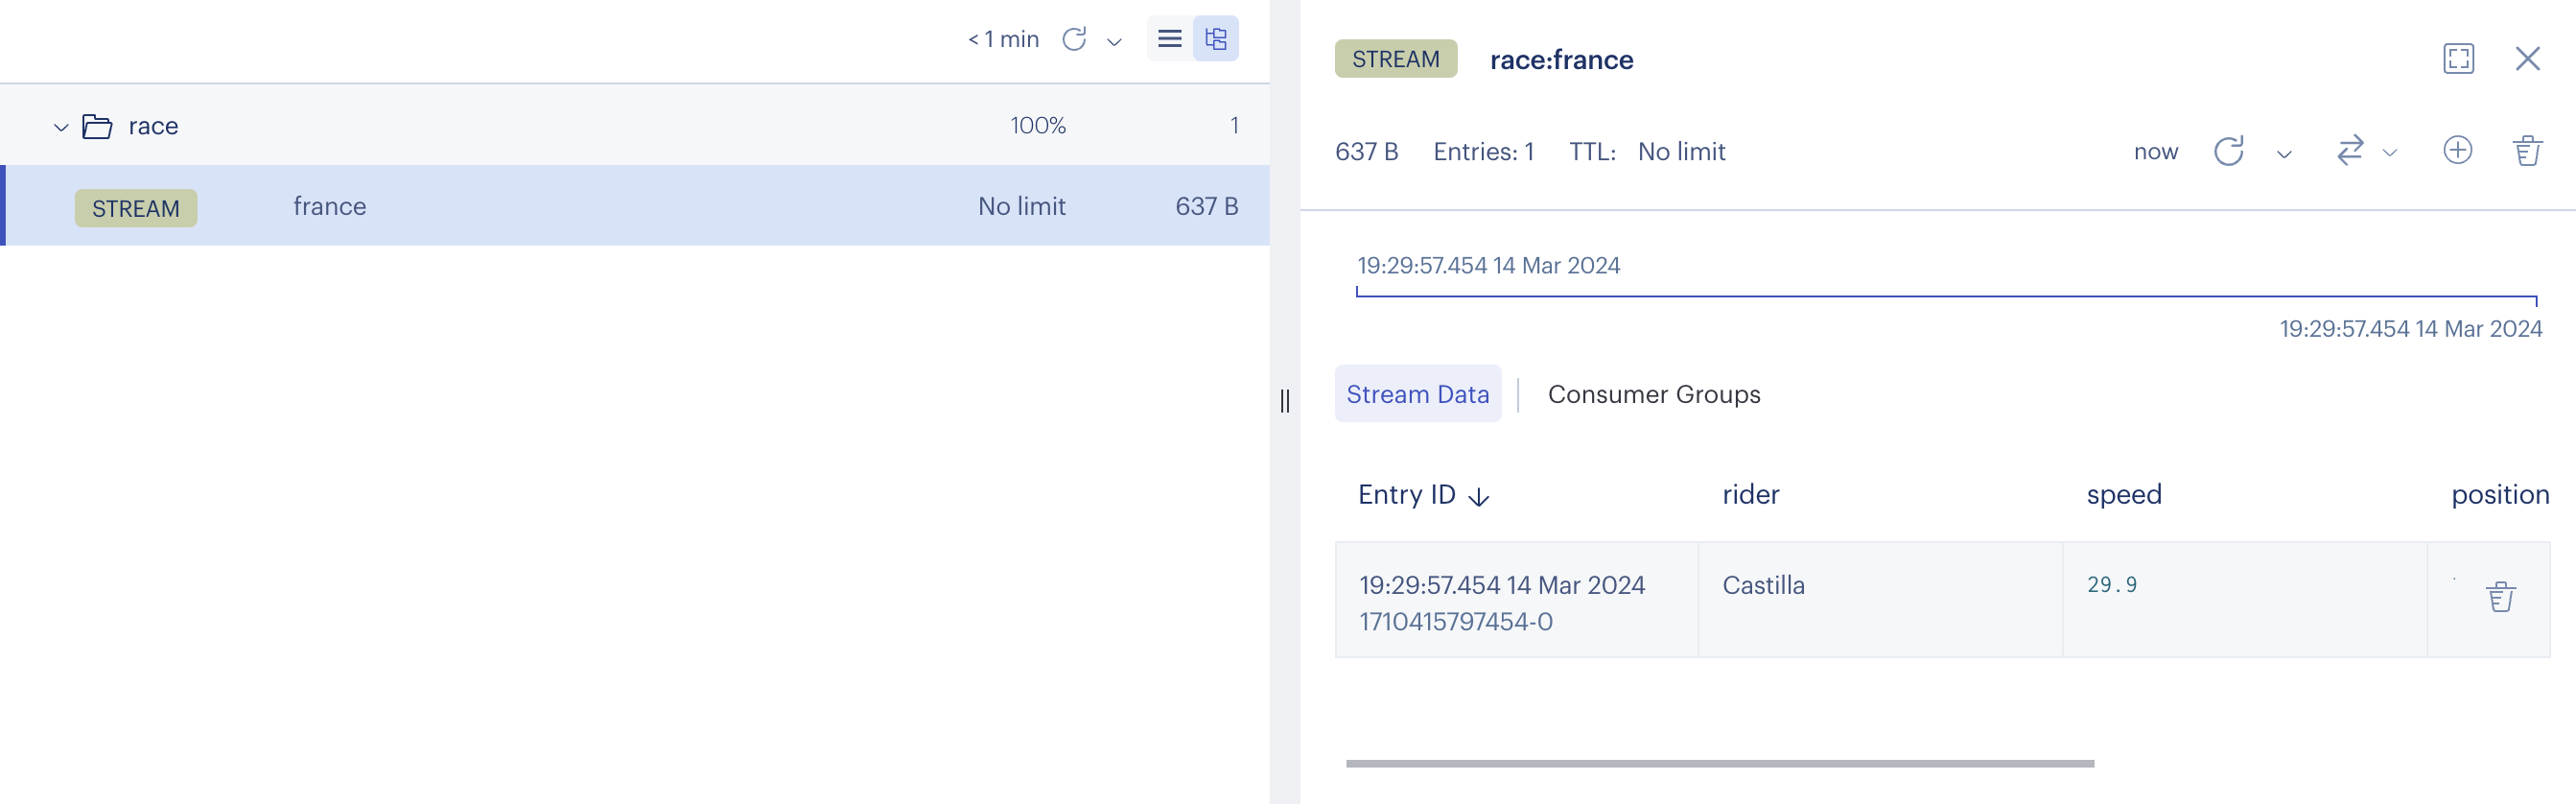 < 1 min
race 100% 1
STREAM france No limit 637 B
STREAM race:france
637 B Entries: 1 TTL: No limit now
19:29:57.454 14 Mar 2024
19:29:57.454 14 Mar 2024
Stream Data Consumer Groups
Entry ID rider speed position
19:29:57.454 14 Mar 2024 Castilla 29.9
1710415797454-0